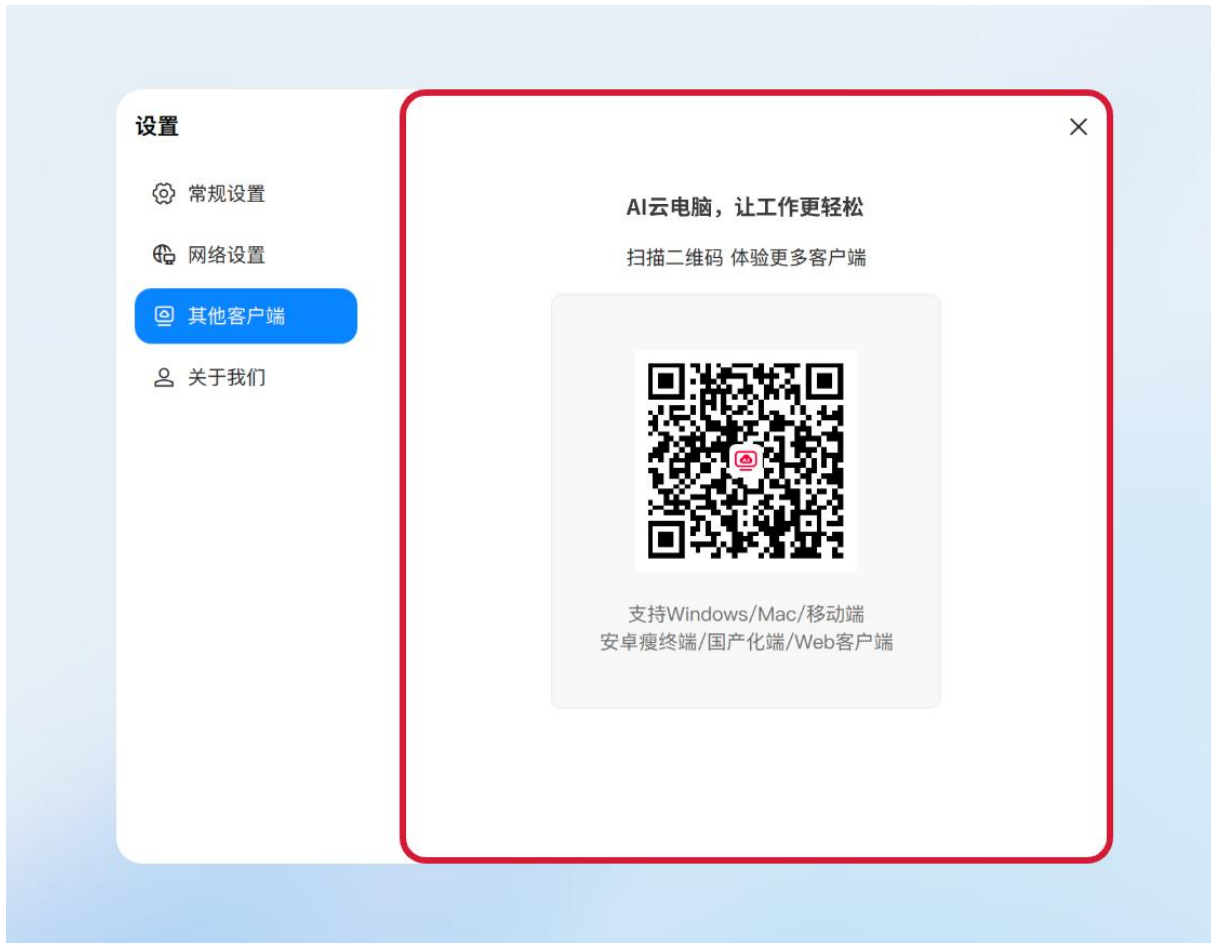 设置
常规设置
网络设置
其他客户端
关于我们
AI云电脑，让工作更轻松
扫描二维码 体验更多客户端
AI
支持Windows/Mac/移动端
安卓瘦终端/国产化端/Web客户端